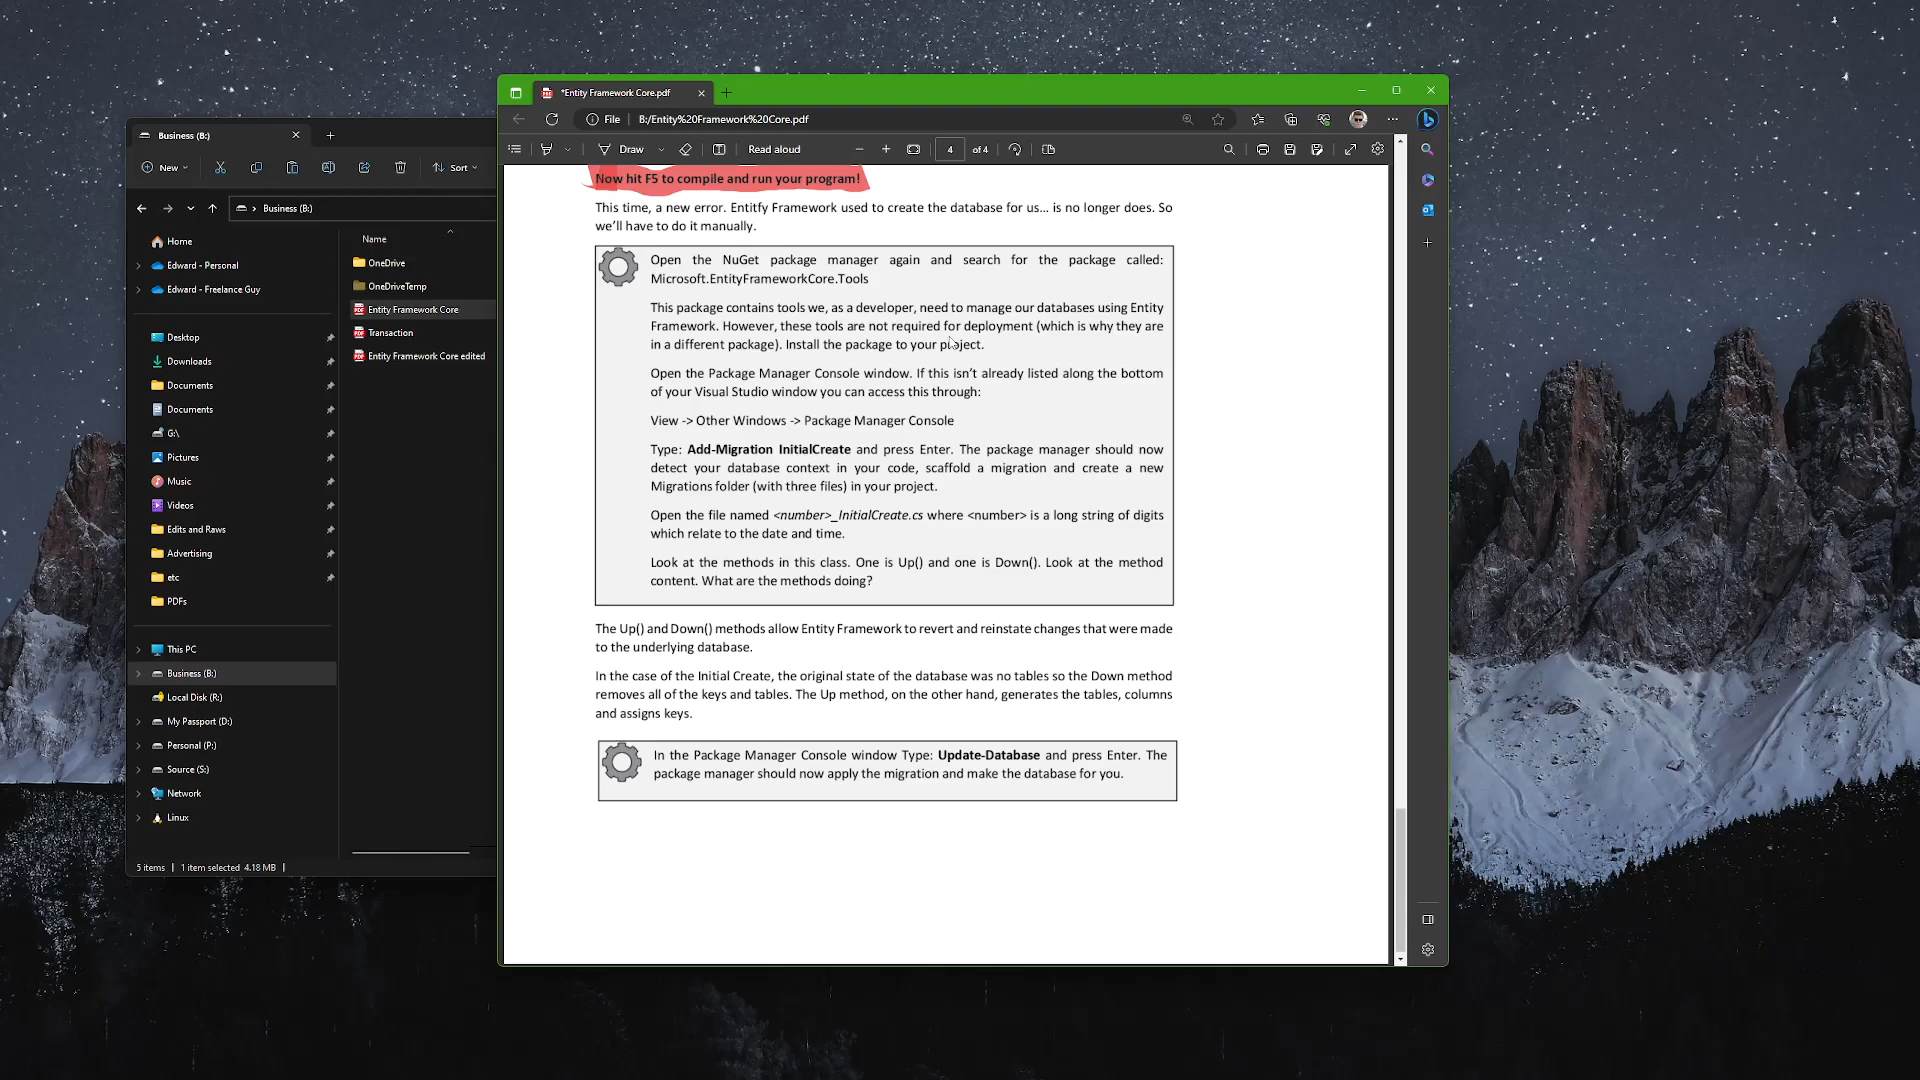 Business (B:)
New
Sort
Business (B:)
Home
Edward - Personal
Edward - Freelance Guy
Desktop
Downloads
Documents
Documents
G:\
Pictures
Music
Videos
Edits and Raws
Advertising
etc
PDFs
This PC
Business (B:)
Local Disk (R:)
My Passport (D:)
Personal (P:)
Source (S:)
Network
Linux
Name
OneDrive
OneDriveTemp
Entity Framework Core
Transaction
Entity Framework Core edited
5 items
1 item selected 4.18 MB
*Entity Framework Core.pdf
File
B:/Entity%20Framework%20Core.pdf
Draw
Read aloud
4
of 4
Now hit F5 to compile and run your program!
This time, a new error. Entitfy Framework used to create the database for us... is no longer does. So
we'll have to do it manually.
Open the NuGet package manager again and search for the package called:
Microsoft.EntityFrameworkCore.Tools
This package contains tools we, as a developer, need to manage our databases using Entity
Framework. However, these tools are not required for deployment (which is why they are
in a different package). Install the package to your project.
Open the Package Manager Console window. If this isn't already listed along the bottom
of your Visual Studio window you can access this through:
View -> Other Windows -> Package Manager Console
Type: Add-Migration InitialCreate and press Enter. The package manager should now
detect your database context in your code, scaffold a migration and create a new
Migrations folder (with three files) in your project.
Open the file named <number>_InitialCreate.cs where <number> is a long string of digits
which relate to the date and time.
Look at the methods in this class. One is Up() and one is Down(). Look at the method
content. What are the methods doing?
The Up() and Down() methods allow Entity Framework to revert and reinstate changes that were made
to the underlying database.
In the case of the Initial Create, the original state of the database was no tables so the Down method
removes all of the keys and tables. The Up method, on the other hand, generates the tables, columns
and assigns keys.
In the Package Manager Console window Type: Update-Database and press Enter. The
package manager should now apply the migration and make the database for you.